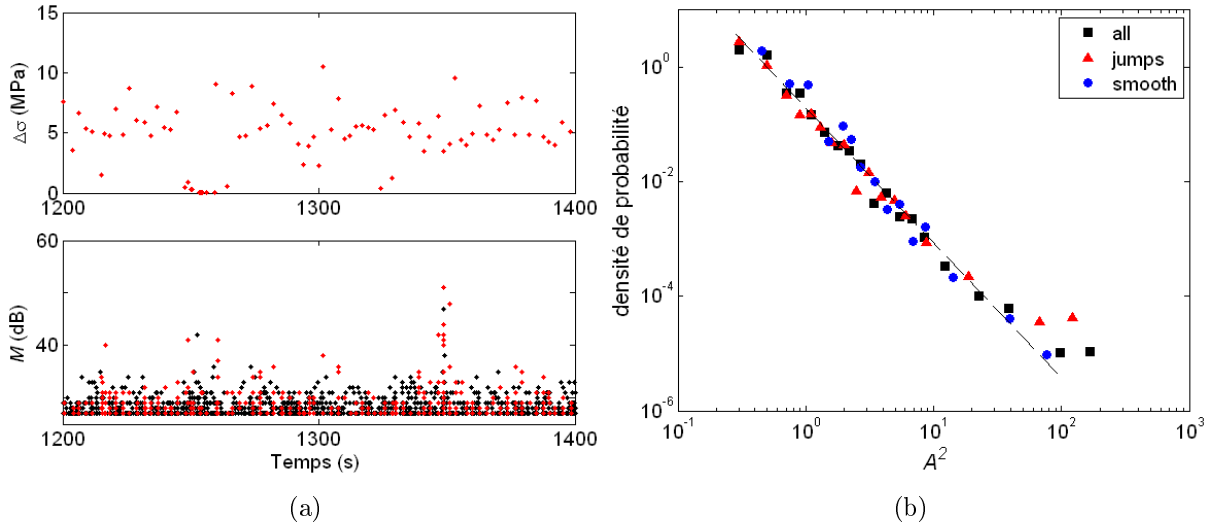 15
10
5
0
Δσ (MPa)
1200
1300
1400
60
40
M (dB)
1200
1300
1400
Temps (s)
(a)
10^0
10^-2
10^-4
10^-6
densité de probabilité
all
jumps
smooth
10^-1
10^0
10^1
10^2
10^3
A^2
(b)